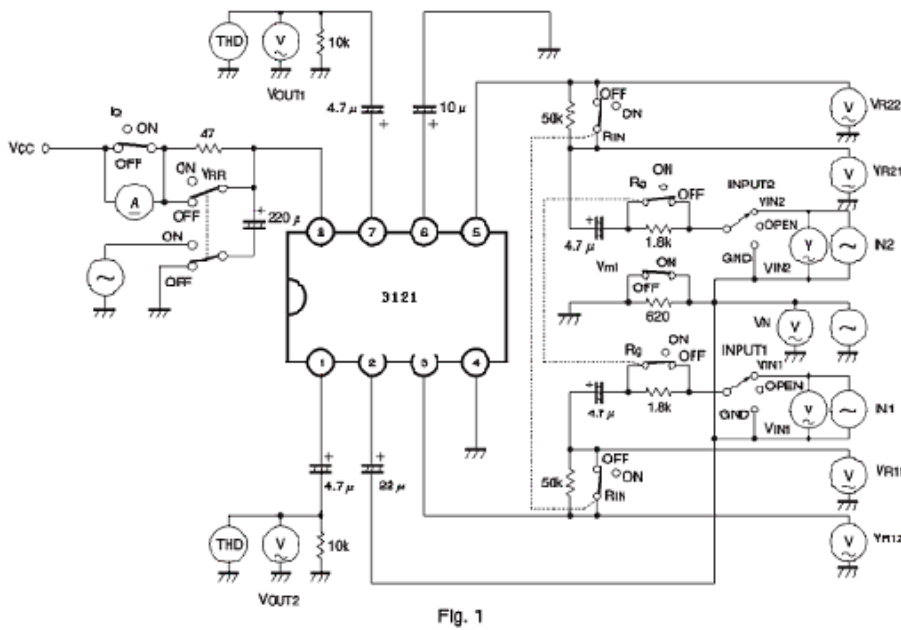 THD
V
10k
VOUT1
4.7μ
+
10μ
+
50k
OFF
ON
RIN
V
VR22
V
VR21
IQ
ON
VCC
OFF
47
A
ON
VRR
OFF
ON
OFF
+
220μ
8
7
6
5
3121
1
2
3
4
ON
Rg
OFF
4.7μ
+
1.8k
INPUT2
VIN2
OPEN
GND
VIN2
V
IN2
Vml
ON
OFF
620
VN
V
Rg
ON
OFF
4.7μ
+
1.8k
INPUT1
VIN1
OPEN
GND
VIN1
V
IN1
50k
OFF
ON
RIN
V
V
VR12
4.7μ
+
22μ
+
THD
V
10k
VOUT2
Fig. 1